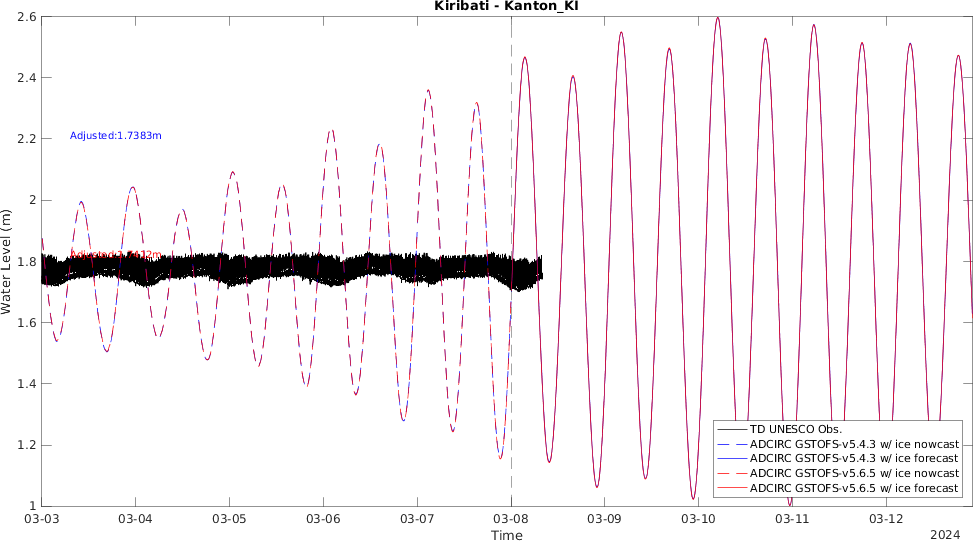 Kiribati - Kanton_KI
Water Level (m)
2.6
2.4
2.2
2
1.8
1.6
1.4
1.2
1
Adjusted:1.7383m
TD UNESCO Obs.
ADCIRC GSTOFS-v5.4.3 w/ ice nowcast
ADCIRC GSTOFS-v5.4.3 w/ ice forecast
ADCIRC GSTOFS-v5.6.5 w/ ice nowcast
ADCIRC GSTOFS-v5.6.5 w/ ice forecast
03-03 03-04 03-05 03-06 03-07 03-08 03-09 03-10 03-11 03-12
Time
2024